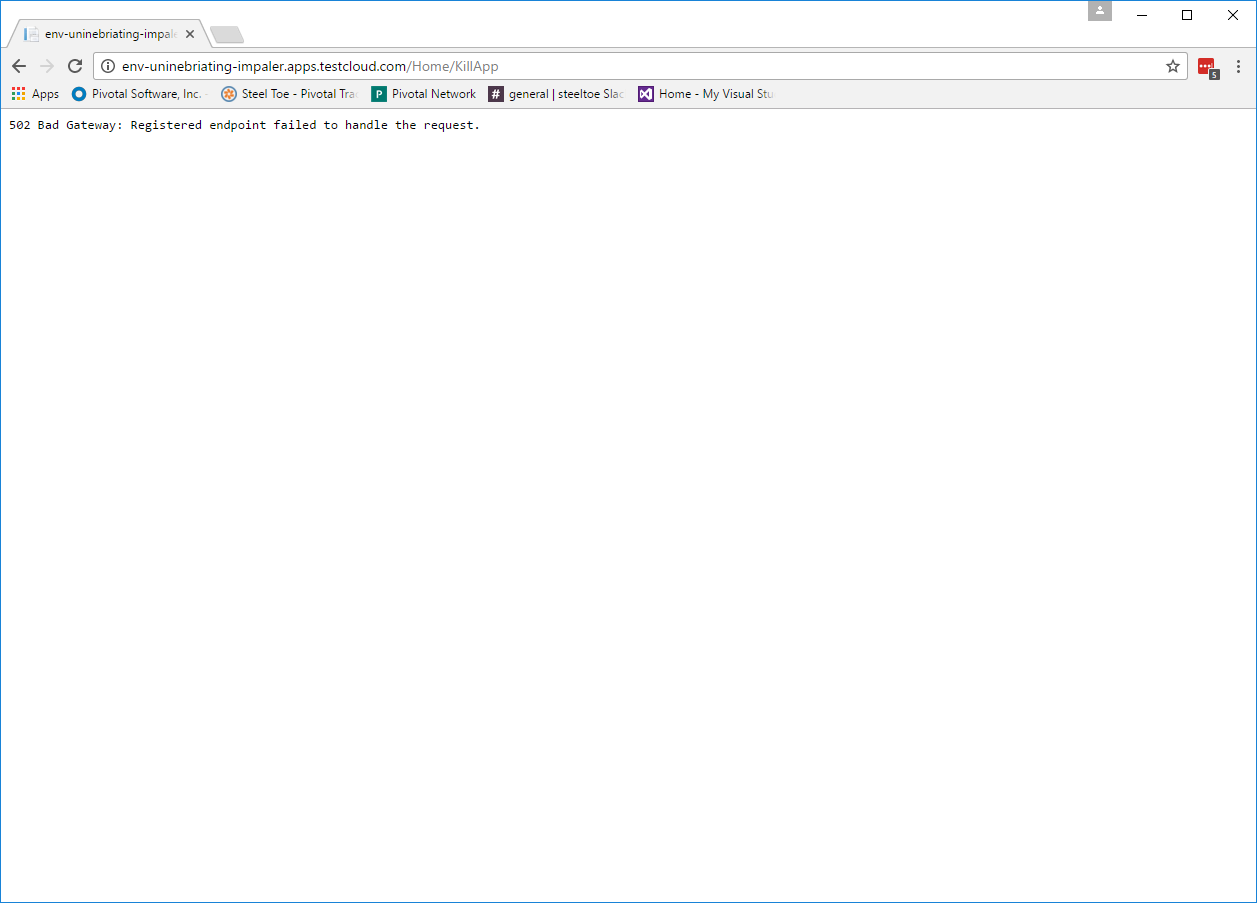 env-uninebriating-impal
env-uninebriating-impaler.apps.testcloud.com/Home/KillApp
5
Apps
Pivotal Software, Inc.
Steel Toe - Pivotal Tra
P
Pivotal Network
#
general | steeltoe Slac
Home - My Visual Stu
502 Bad Gateway: Registered endpoint failed to handle the request.